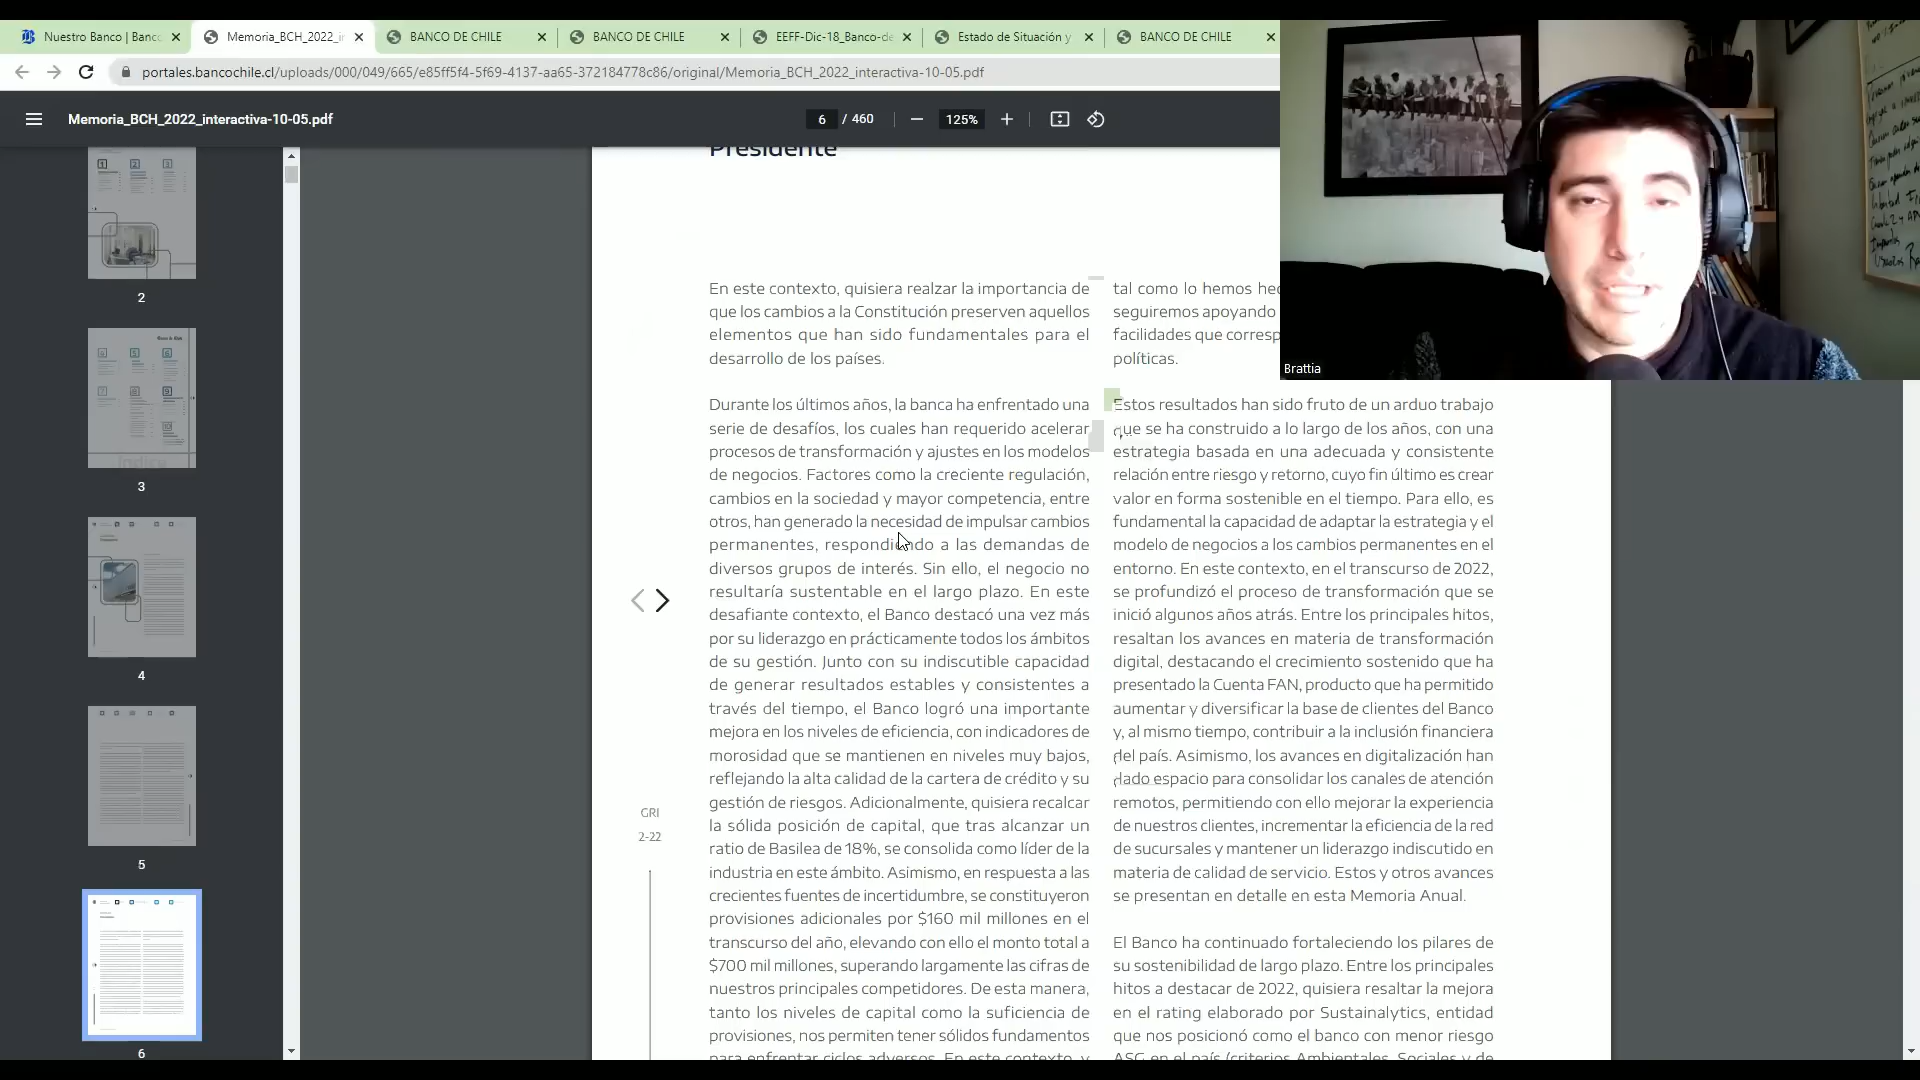 Nuestro Banco | Banc
Memoria_BCH_2022_in
BANCO DE CHILE
BANCO DE CHILE
EEFF-Dic-18_Banco-de
Estado de Situación y
BANCO DE CHILE
portales.bancochile.cl/uploads/000/049/665/e85ff5f4-5f69-4137-aa65-372184778c86/original/Memoria_BCH_2022_interactiva-10-05.pdf
Memoria_BCH_2022_interactiva-10-05.pdf
6 / 460
125%
2
3
4
5
6
Presidente
En este contexto, quisiera realzar la importancia de
que los cambios a la Constitución preserven aquellos
elementos que han sido fundamentales para el
desarrollo de los países.
Durante los últimos años, la banca ha enfrentado una
serie de desafíos, los cuales han requerido acelerar
procesos de transformación y ajustes en los modelos
de negocios. Factores como la creciente regulación,
cambios en la sociedad y mayor competencia, entre
otros, han generado la necesidad de impulsar cambios
permanentes, respondiendo a las demandas de
diversos grupos de interés. Sin ello, el negocio no
resultaría sustentable en el largo plazo. En este
desafiante contexto, el Banco destacó una vez más
por su liderazgo en prácticamente todos los ámbitos
de su gestión. Junto con su indiscutible capacidad
de generar resultados estables y consistentes a
través del tiempo, el Banco logró una importante
mejora en los niveles de eficiencia, con indicadores de
morosidad que se mantienen en niveles muy bajos,
reflejando la alta calidad de la cartera de crédito y su
gestión de riesgos. Adicionalmente, quisiera recalcar
la sólida posición de capital, que tras alcanzar un
ratio de Basilea de 18%, se consolida como líder de la
industria en este ámbito. Asimismo, en respuesta a las
crecientes fuentes de incertidumbre, se constituyeron
provisiones adicionales por $160 mil millones en el
transcurso del año, elevando con ello el monto total a
$700 mil millones, superando largamente las cifras de
nuestros principales competidores. De esta manera,
tanto los niveles de capital como la suficiencia de
provisiones, nos permiten tener sólidos fundamentos
para enfrentar ciclos adversos. En este contexto, y
GRI
2-22
tal como lo hemos hec
seguiremos apoyando
facilidades que corresp
políticas.
Estos resultados han sido fruto de un arduo trabajo
que se ha construido a lo largo de los años, con una
estrategia basada en una adecuada y consistente
relación entre riesgo y retorno, cuyo fin último es crear
valor en forma sostenible en el tiempo. Para ello, es
fundamental la capacidad de adaptar la estrategia y el
modelo de negocios a los cambios permanentes en el
entorno. En este contexto, en el transcurso de 2022,
se profundizó el proceso de transformación que se
inició algunos años atrás. Entre los principales hitos,
resaltan los avances en materia de transformación
digital, destacando el crecimiento sostenido que ha
presentado la Cuenta FAN, producto que ha permitido
aumentar y diversificar la base de clientes del Banco
y, al mismo tiempo, contribuir a la inclusión financiera
del país. Asimismo, los avances en digitalización han
dado espacio para consolidar los canales de atención
remotos, permitiendo con ello mejorar la experiencia
de nuestros clientes, incrementar la eficiencia de la red
de sucursales y mantener un liderazgo indiscutido en
materia de calidad de servicio. Estos y otros avances
se presentan en detalle en esta Memoria Anual.
El Banco ha continuado fortaleciendo los pilares de
su sostenibilidad de largo plazo. Entre los principales
hitos a destacar de 2022, quisiera resaltar la mejora
en el rating elaborado por Sustainalytics, entidad
que nos posicionó como el banco con menor riesgo
ASG en el país (criterios Ambientales, Sociales y de
Brattia